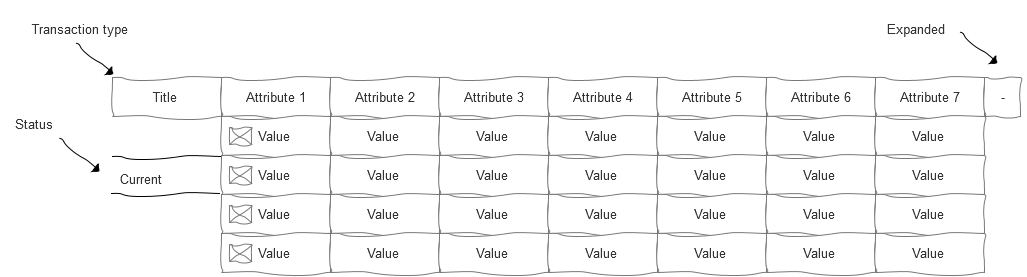 Transaction type
Expanded
Title Attribute 1 Attribute 2 Attribute 3 Attribute 4 Attribute 5 Attribute 6 Attribute 7 -
Status
Value Value Value Value Value Value Value
Current Value Value Value Value Value Value Value
Value Value Value Value Value Value Value
Value Value Value Value Value Value Value